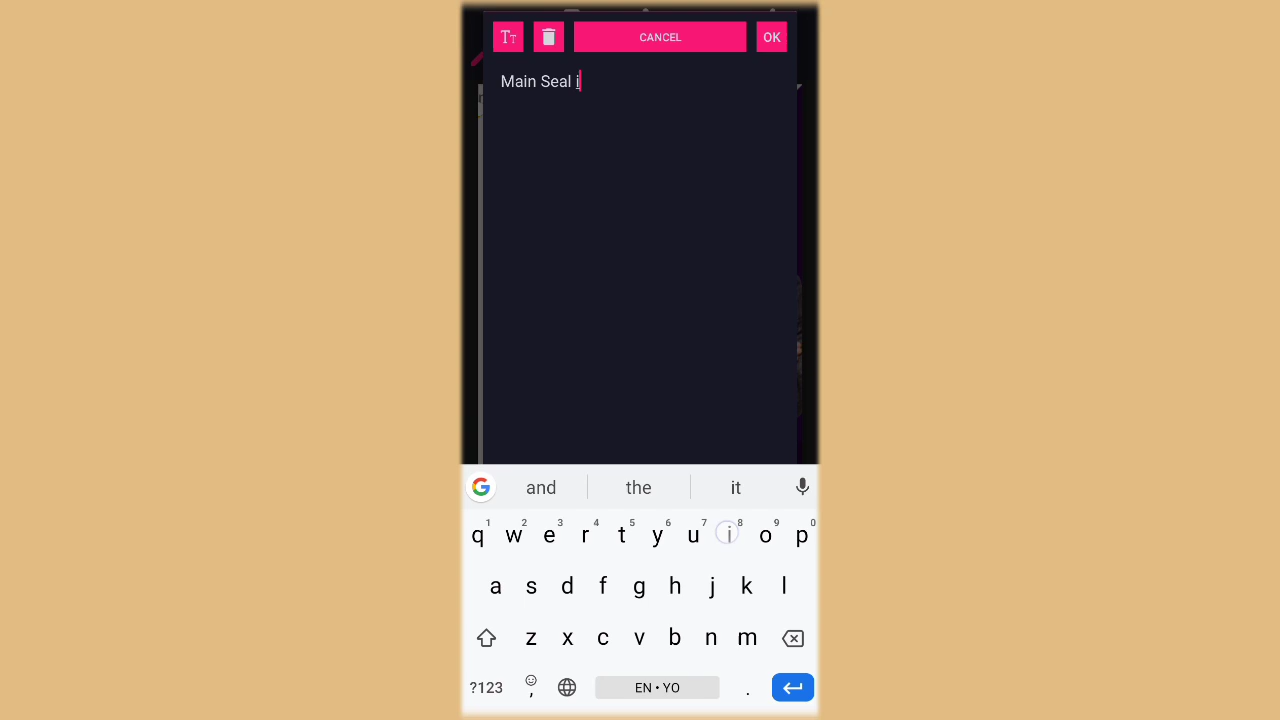 Tт CANCEL OK
Main Seal i
and the it
1 2 3 4 5 6 7 8 9 0
q w e r t y u i o p
a s d f g h j k l
z x c v b n m
?123 , EN • YO .